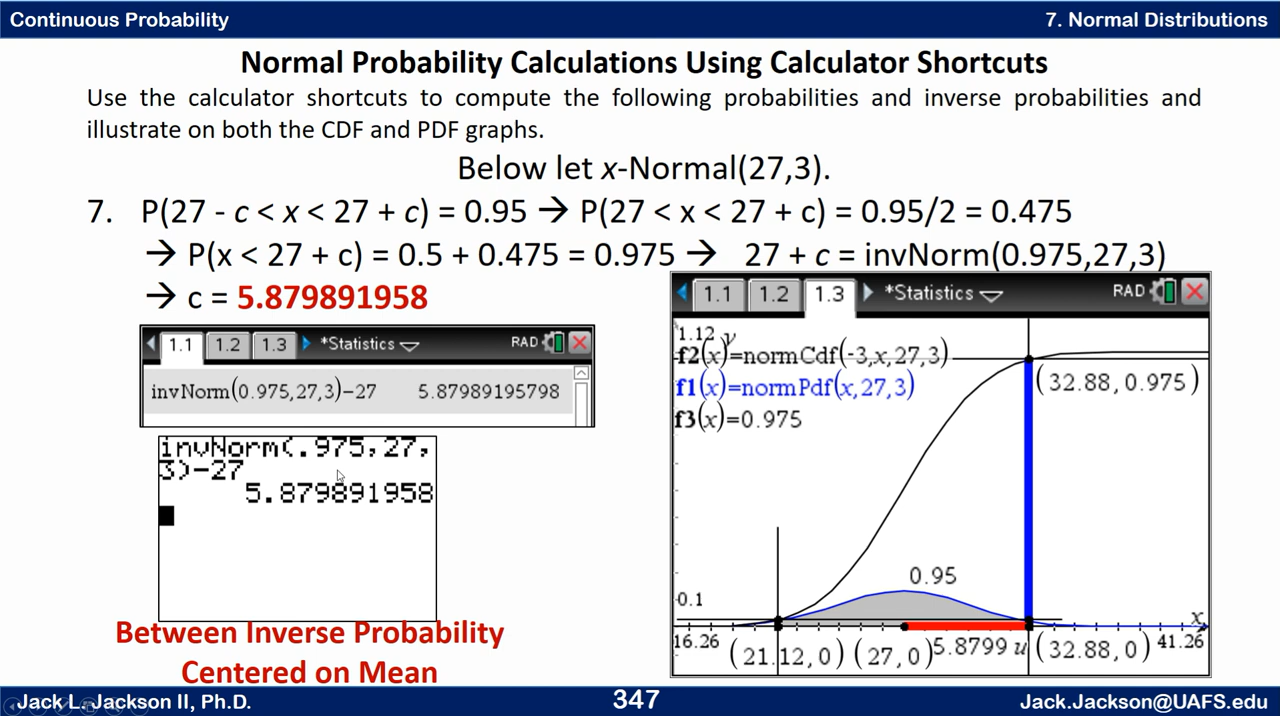 Continuous Probability
7. Normal Distributions
Normal Probability Calculations Using Calculator Shortcuts
Use the calculator shortcuts to compute the following probabilities and inverse probabilities and
illustrate on both the CDF and PDF graphs.
Below let x-Normal(27,3).
7. P(27 - c < x < 27 + c) = 0.95 → P(27 < x < 27 + c) = 0.95/2 = 0.475
→ P(x < 27 + c) = 0.5 + 0.475 = 0.975 → 27 + c = invNorm(0.975,27,3)
→ c = 5.879891958
1.1 1.2 1.3 *Statistics RAD
invNorm(0.975,27,3)−27 5.87989195798
invNorm(.975,27,
3)−27
5.879891958
Between Inverse Probability
Centered on Mean
1.1 1.2 1.3 *Statistics RAD
1.12 y
f2(x)=normCdf(-3,x,27,3)
f1(x)=normPdf(x,27,3)
f3(x)=0.975
(32.88, 0.975)
0.95
0.1
x
16.26 (21.12, 0) (27, 0) 5.8799 u (32.88, 0) 41.26
Jack L. Jackson II, Ph.D.
347
Jack.Jackson@UAFS.edu